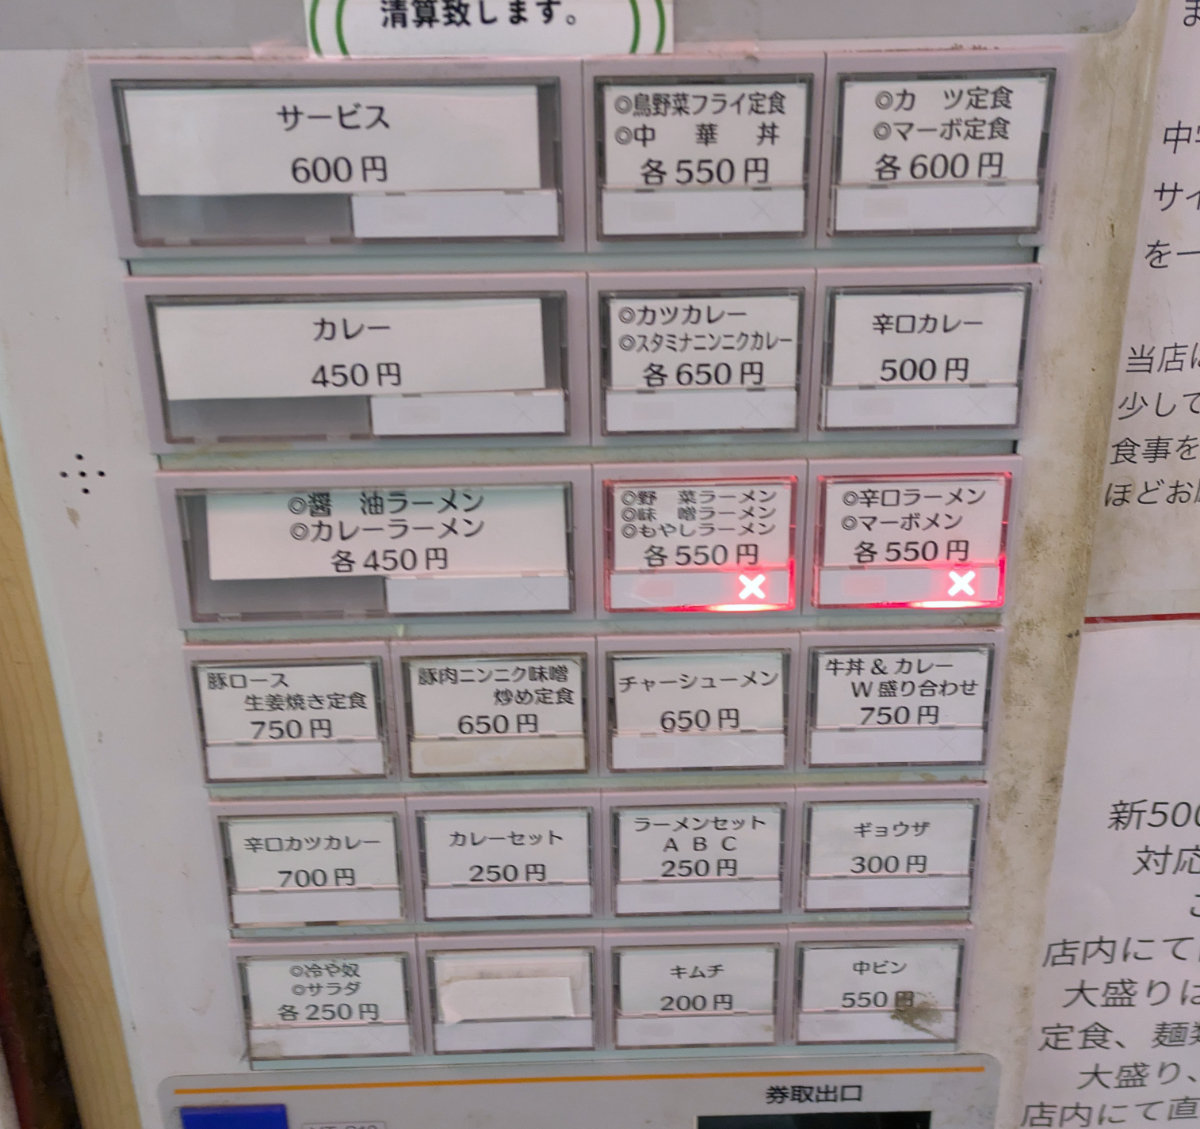 清算致します。
サービス
600円
◎鳥野菜フライ定食
◎中　華　丼
各550円
◎カ　ツ定食
◎マーボ定食
各600円
カレー
450円
◎カツカレー
◎スタミナニンニクカレー
各650円
辛口カレー
500円
◎醤　油ラーメン
◎カレーラーメン
各450円
◎野　菜ラーメン
◎味　噌ラーメン
◎もやしラーメン
各550円
◎辛口ラーメン
◎マーボメン
各550円
豚ロース
生姜焼き定食
750円
豚肉ニンニク味噌
炒め定食
650円
チャーシューメン
650円
牛丼&カレー
W盛り合わせ
750円
辛口カツカレー
700円
カレーセット
250円
ラーメンセット
A B C
250円
ギョウザ
300円
◎冷や奴
◎サラダ
各250円
キムチ
200円
中ビン
550円
券取出口
ま
サイ
を一
当店に
少して
食事を
ほどお
新500
対応
店内にて
大盛りは
定食、麺類
大盛り、
店内にて直